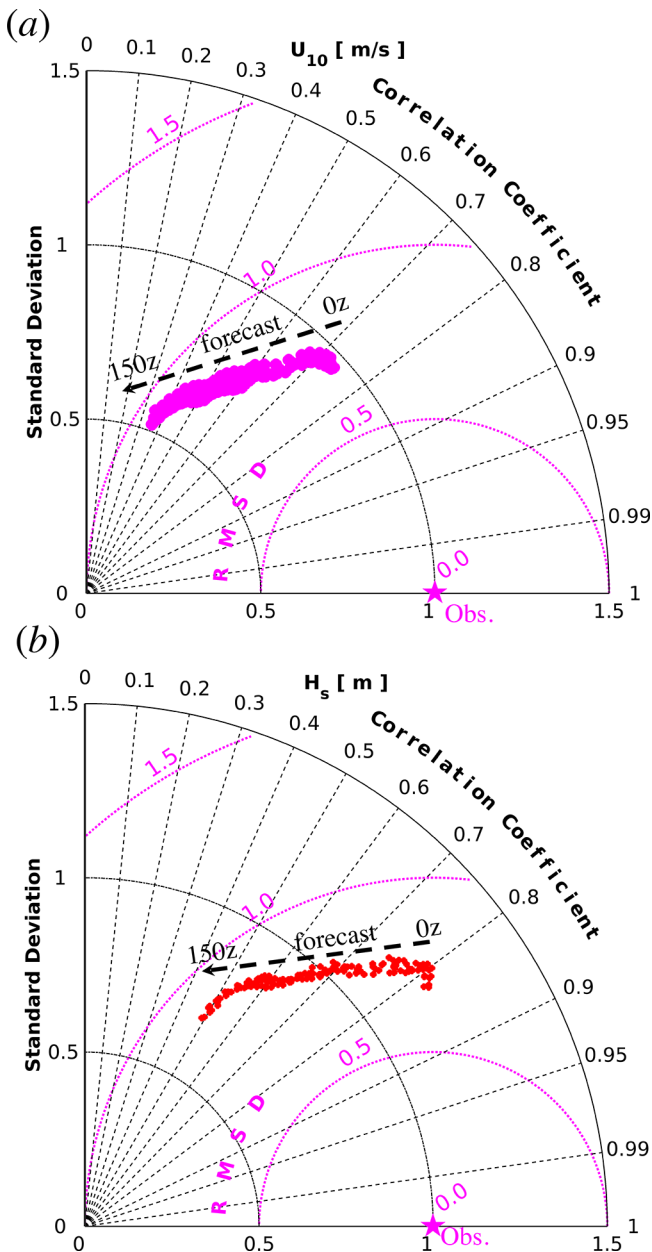 (a)
U10 [ m/s ]
0 0.1 0.2 0.3 0.4 0.5 0.6 0.7 0.8 0.9 0.95 0.99 1
Correlation Coefficient
Standard Deviation
1.5
1
0.5
0
0 0.5 1 1.5
1.5
1.0
0.5
0.0
0z
forecast
150z
R M S D
Obs.
(b)
Hs [ m ]
0 0.1 0.2 0.3 0.4 0.5 0.6 0.7 0.8 0.9 0.95 0.99 1
Correlation Coefficient
Standard Deviation
1.5
1
0.5
0
0 0.5 1 1.5
1.5
1.0
0.5
0.0
0z
forecast
150z
R M S D
Obs.